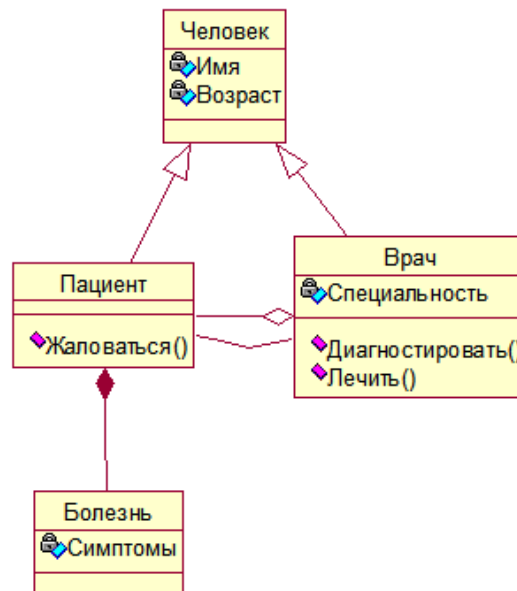 Человек
Имя
Возраст
Пациент
Жаловаться()
Врач
Специальность
Диагностировать()
Лечить()
Болезнь
Симптомы